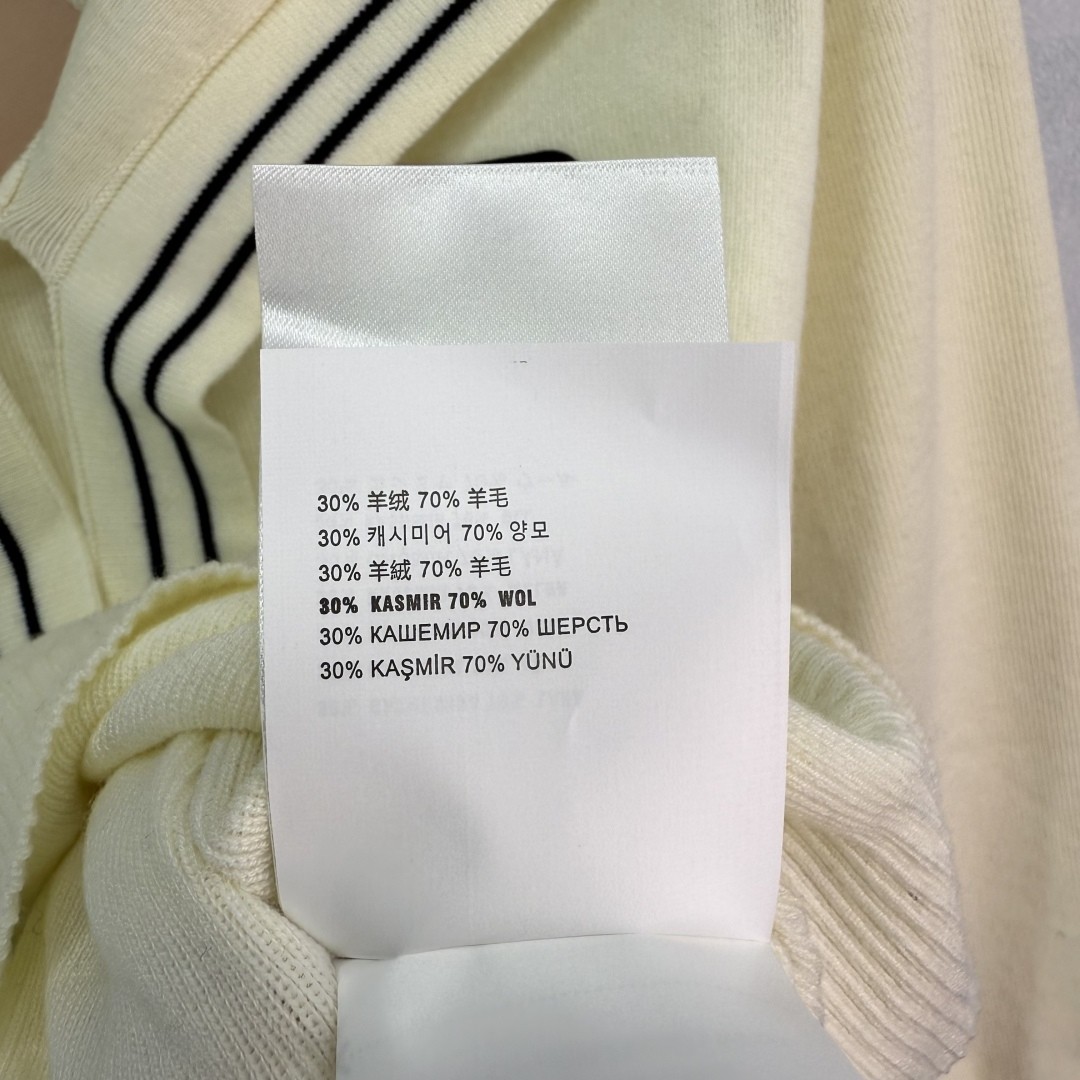 30% 羊绒 70% 羊毛
30% 캐시미어 70% 양모
30% 羊絨 70% 羊毛
30% KASMIR 70% WOL
30% КАШЕМИР 70% ШЕРСТЬ
30% KAŞMİR 70% YÜNÜ